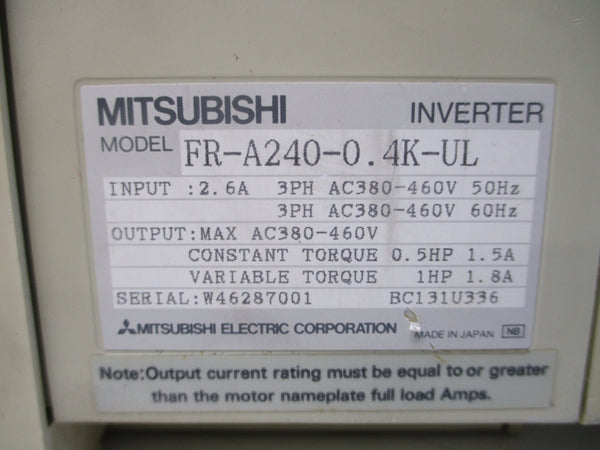 MITSUBISHI INVERTER
MODEL FR-A240-0.4K-UL
INPUT :2.6A 3PH AC380-460V 50Hz
3PH AC380-460V 60Hz
OUTPUT:MAX AC380-460V
CONSTANT TORQUE 0.5HP 1.5A
VARIABLE TORQUE 1HP 1.8A
SERIAL:W46287001 BC131U336
MITSUBISHI ELECTRIC CORPORATION MADE IN JAPAN NB
Note:Output current rating must be equal to or greater
than the motor nameplate full load Amps.